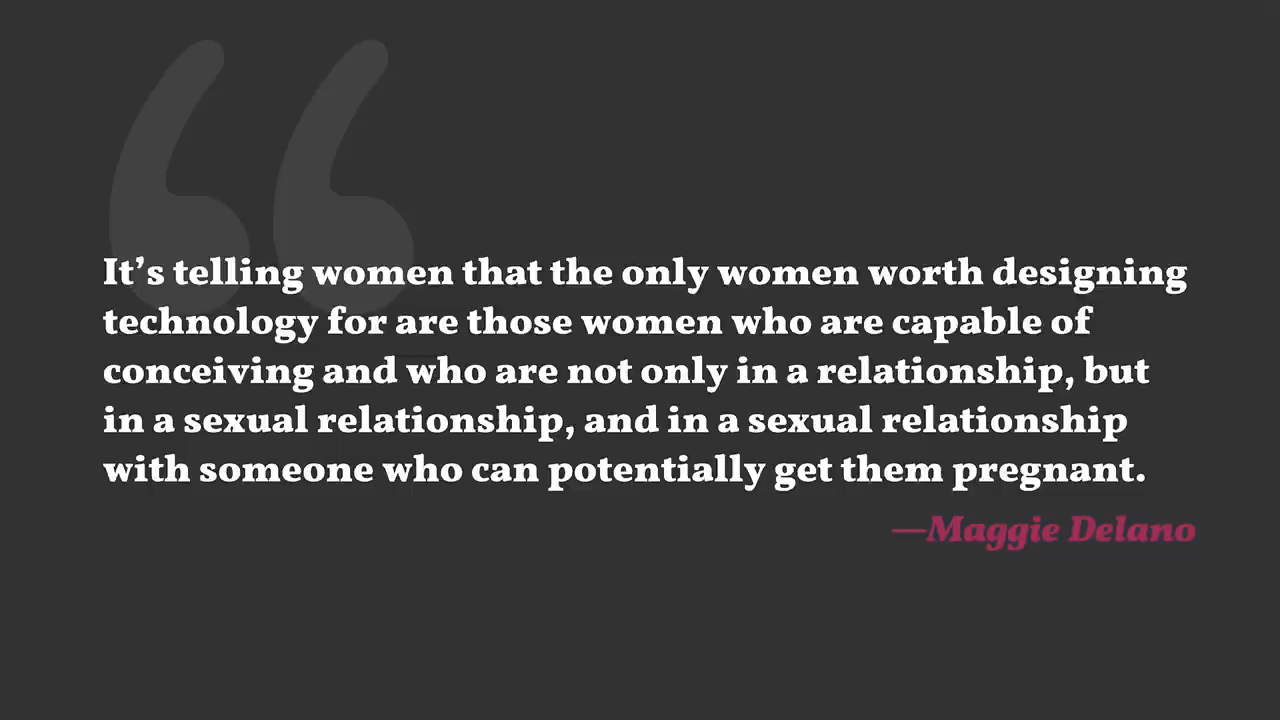 It’s telling women that the only women worth designing
technology for are those women who are capable of
conceiving and who are not only in a relationship, but
in a sexual relationship, and in a sexual relationship
with someone who can potentially get them pregnant.
—Maggie Delano